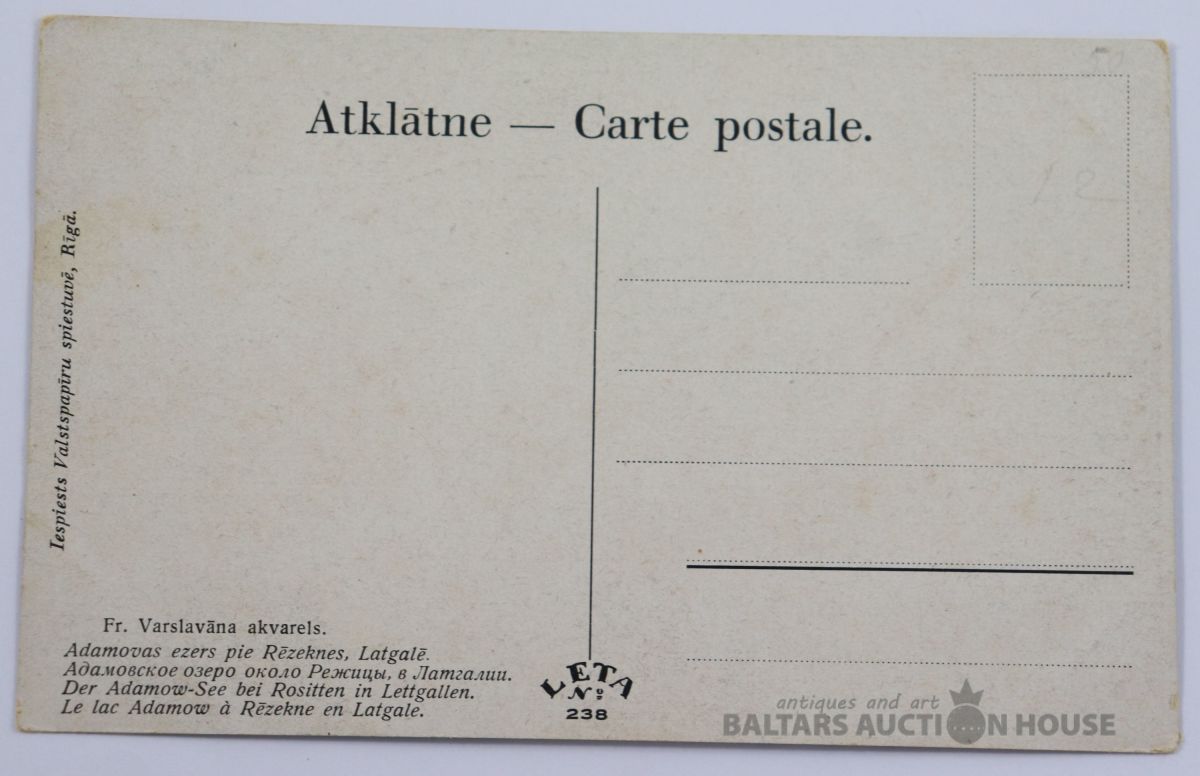 50
Atklātne — Carte postale.
12
Iespiests Valstspapīru spiestuvē, Rīgā.
Fr. Varslavāna akvarels.
Adamovas ezers pie Rēzeknes, Latgalē.
Адамовское озеро около Режицы, в Латгалии.
Der Adamow-See bei Rositten in Lettgallen.
Le lac Adamow à Rēzekne en Latgale.
LETA
№
238
antiques and art
BALTARS AUCTION HOUSE